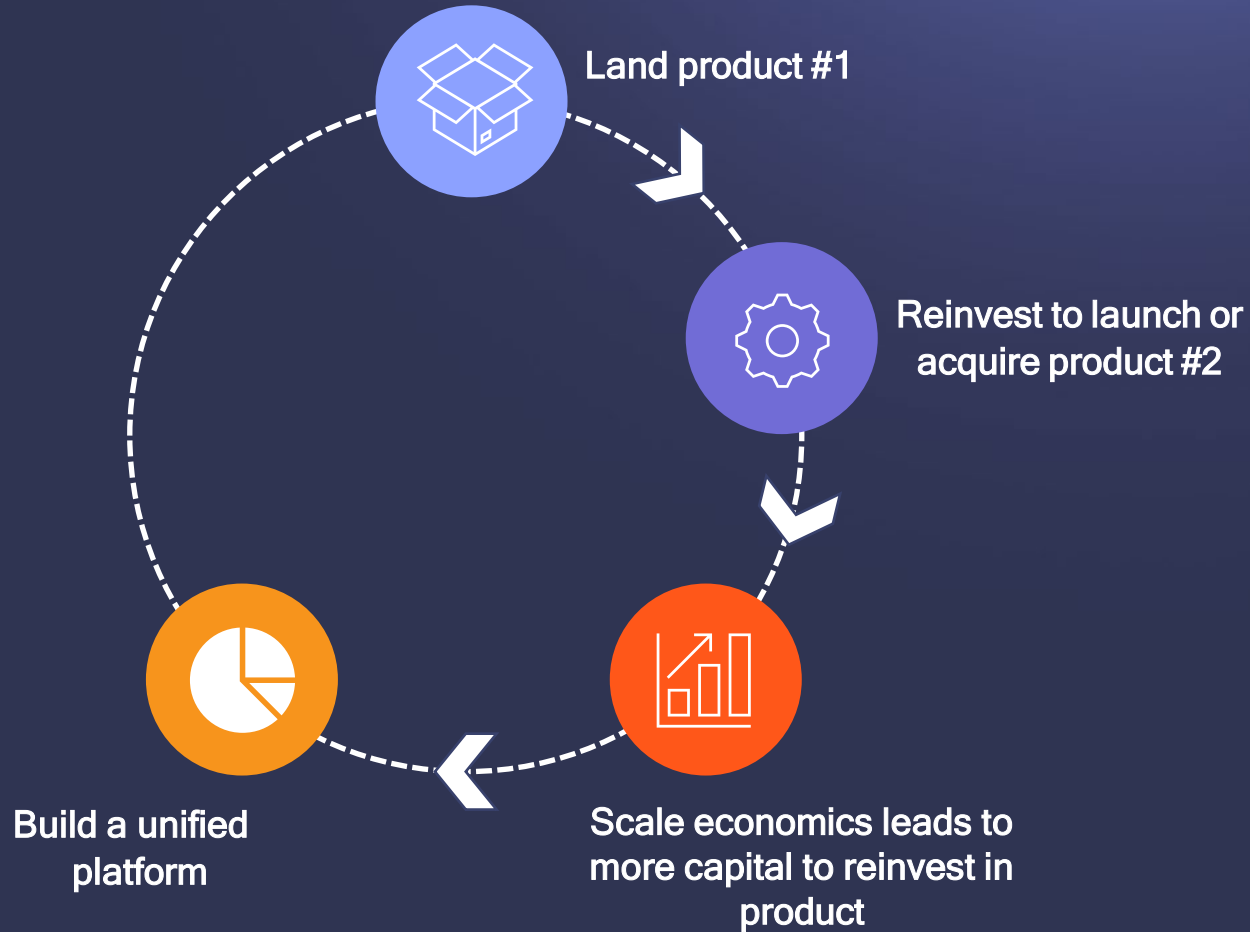 Land product #1
Reinvest to launch or
acquire product #2
Build a unified
platform
Scale economics leads to
more capital to reinvest in
product